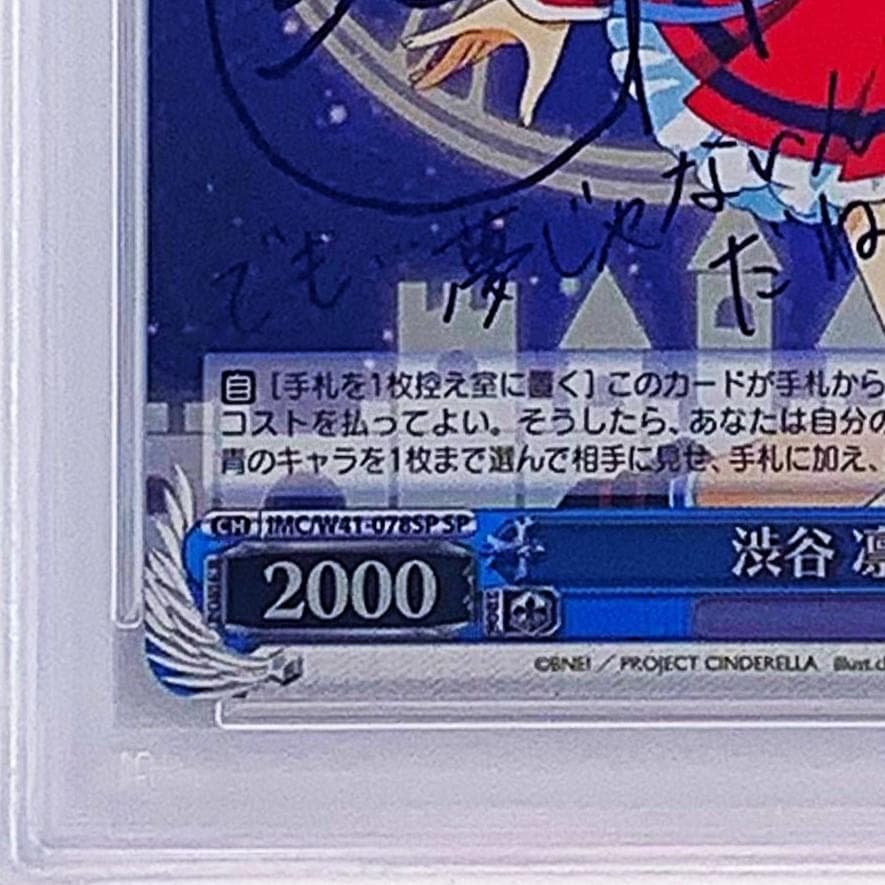 でも…夢じゃないん
だね
自 [手札を1枚控え室に置く] このカードが手札から
コストを払ってよい。そうしたら、あなたは自分の
青のキャラを1枚まで選んで相手に見せ、手札に加え、
CH IMC/W41-078SP SP
POWER 2000
SOUL
渋谷 凛
©BNEI / PROJECT CINDERELLA illust.